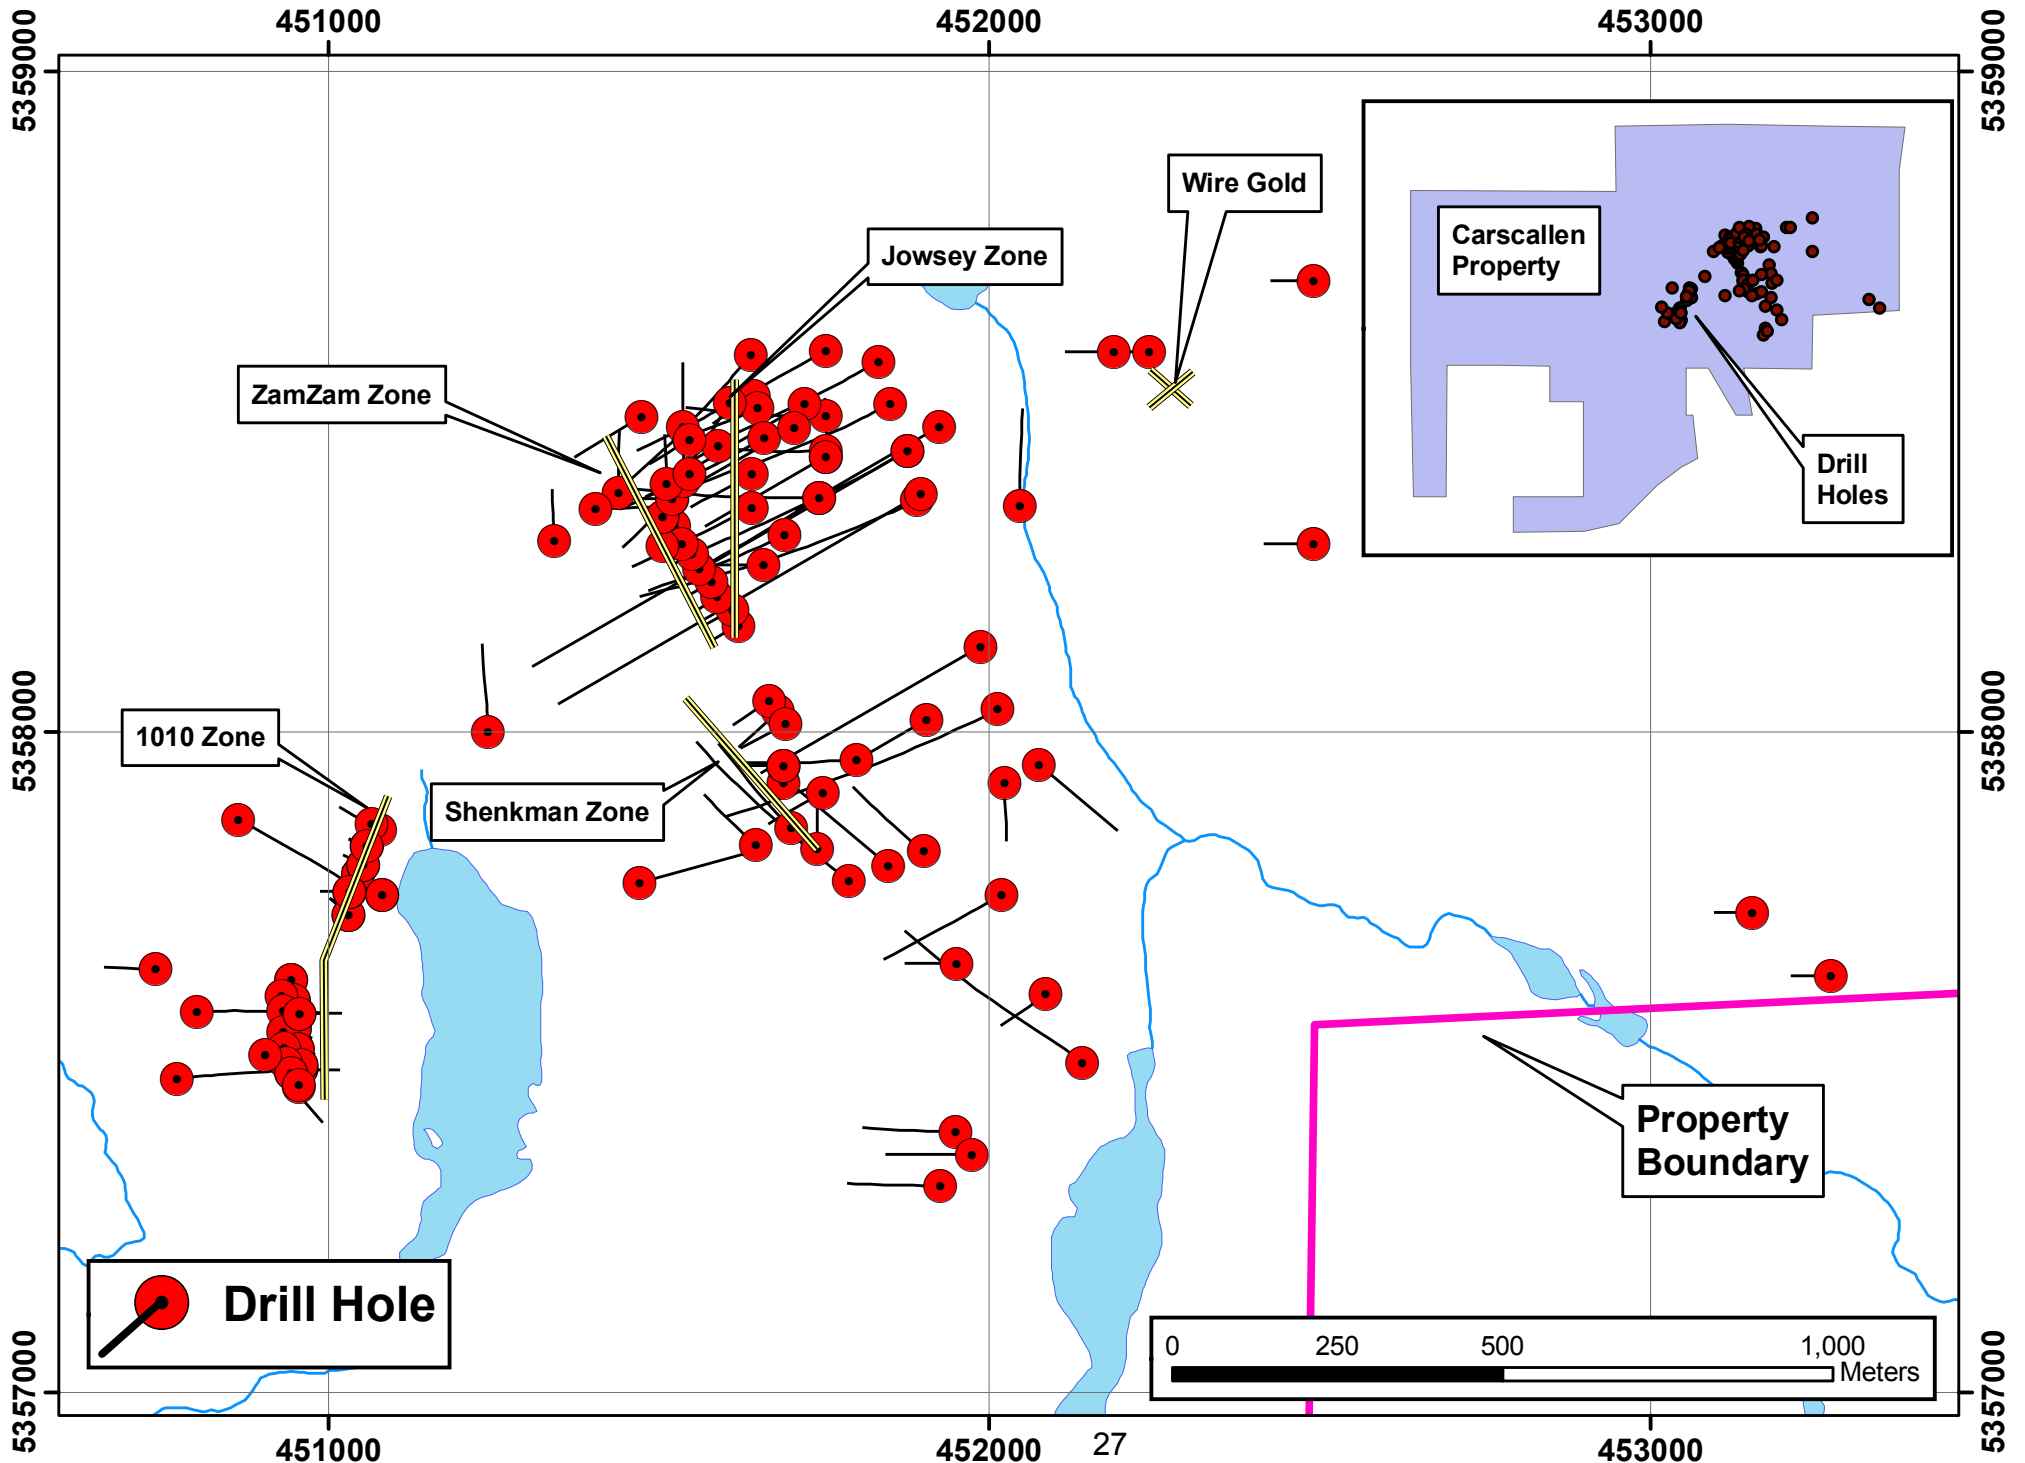 451000
452000
453000
5359000
5359000
Wire Gold
Carscallen
Property
Jowsey Zone
ZamZam Zone
Drill
Holes
5358000
5358000
1010 Zone
Shenkman Zone
Property
Boundary
Drill Hole
0
250
500
1,000
Meters
5357000
5357000
451000
452000
27
453000